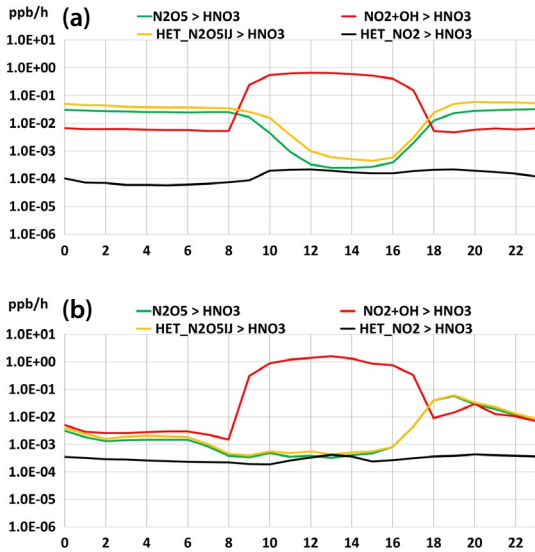 ppb/h
(a)
N2O5 > HNO3 NO2+OH > HNO3
HET_N2O5IJ > HNO3 HET_NO2 > HNO3
1.0E+01
1.0E+00
1.0E-01
1.0E-02
1.0E-03
1.0E-04
1.0E-05
1.0E-06
0 2 4 6 8 10 12 14 16 18 20 22
ppb/h
(b)
N2O5 > HNO3 NO2+OH > HNO3
HET_N2O5IJ > HNO3 HET_NO2 > HNO3
1.0E+01
1.0E+00
1.0E-01
1.0E-02
1.0E-03
1.0E-04
1.0E-05
1.0E-06
0 2 4 6 8 10 12 14 16 18 20 22